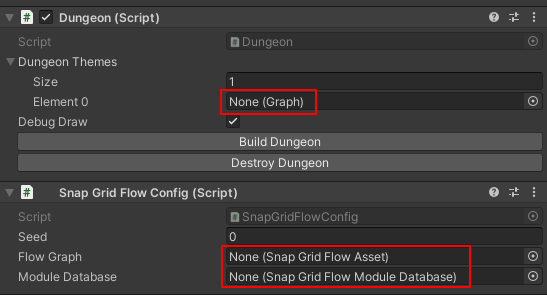 Dungeon (Script)
Script Dungeon
Dungeon Themes
Size 1
Element 0 None (Graph)
Debug Draw
Build Dungeon
Destroy Dungeon
Snap Grid Flow Config (Script)
Script SnapGridFlowConfig
Seed 0
Flow Graph None (Snap Grid Flow Asset)
Module Database None (Snap Grid Flow Module Database)